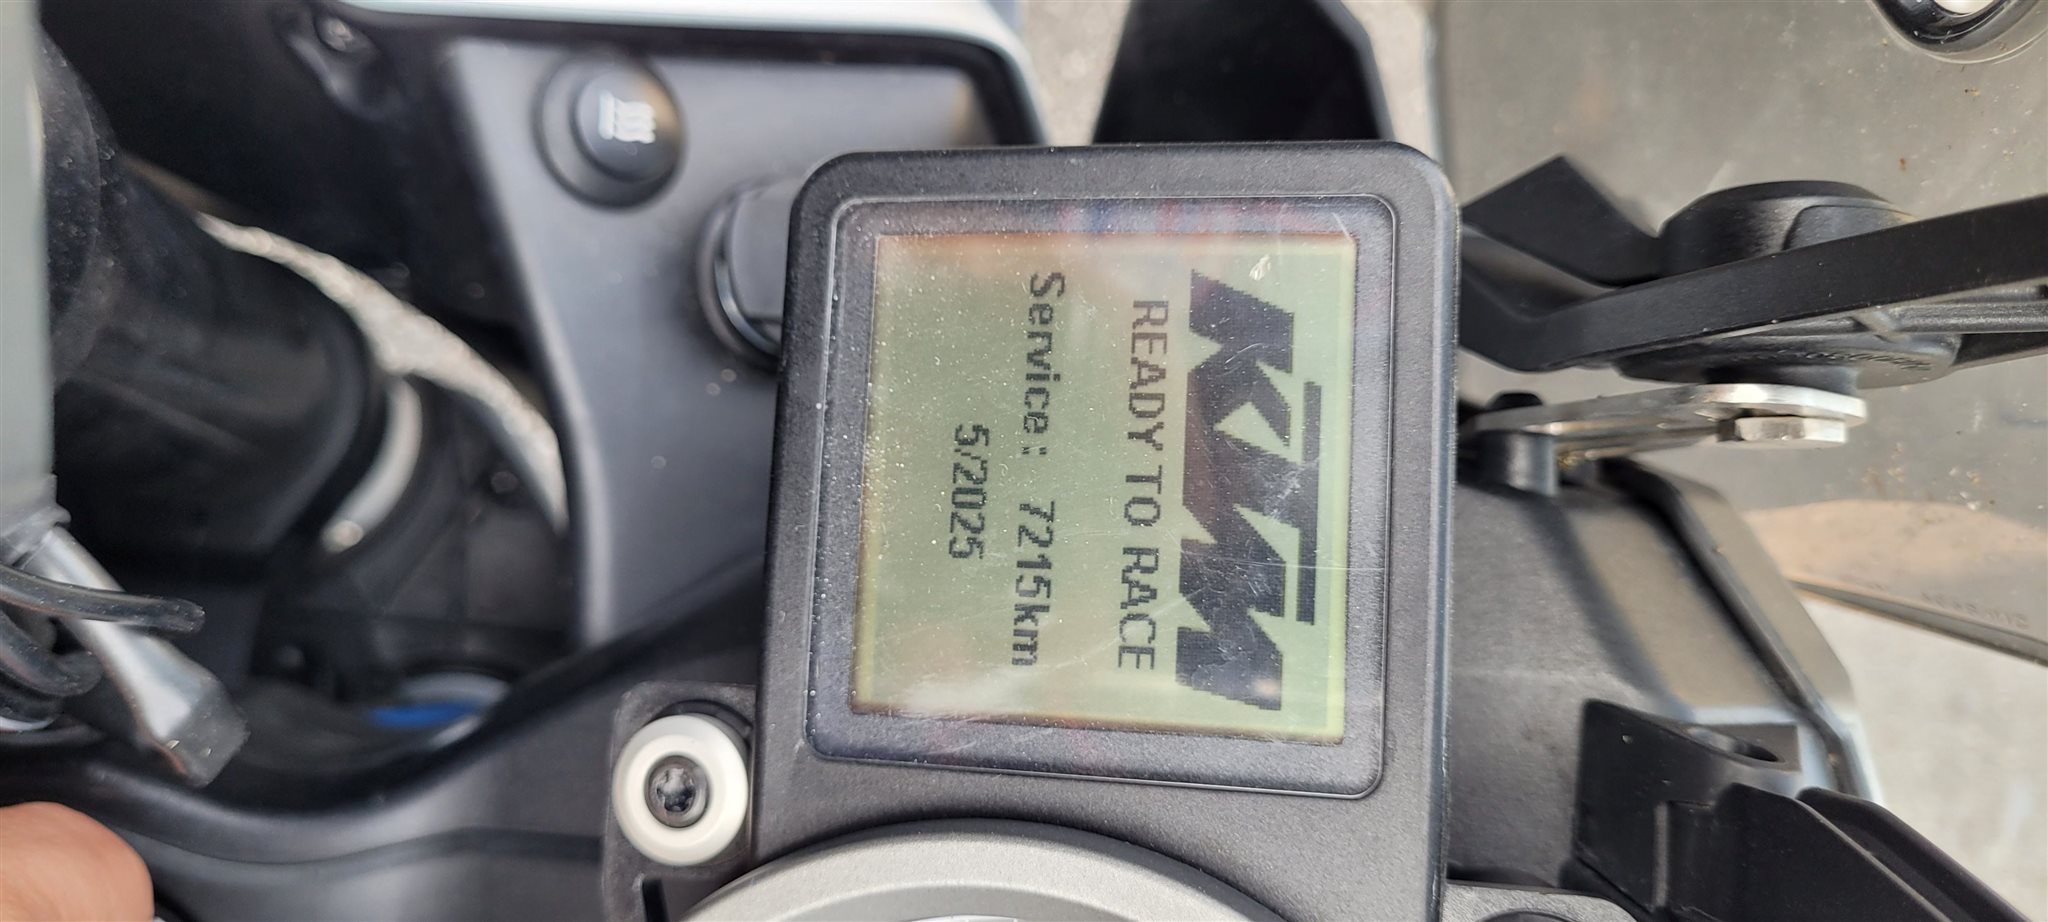 KTM
READY TO RACE
Service: 7215km
5/2025